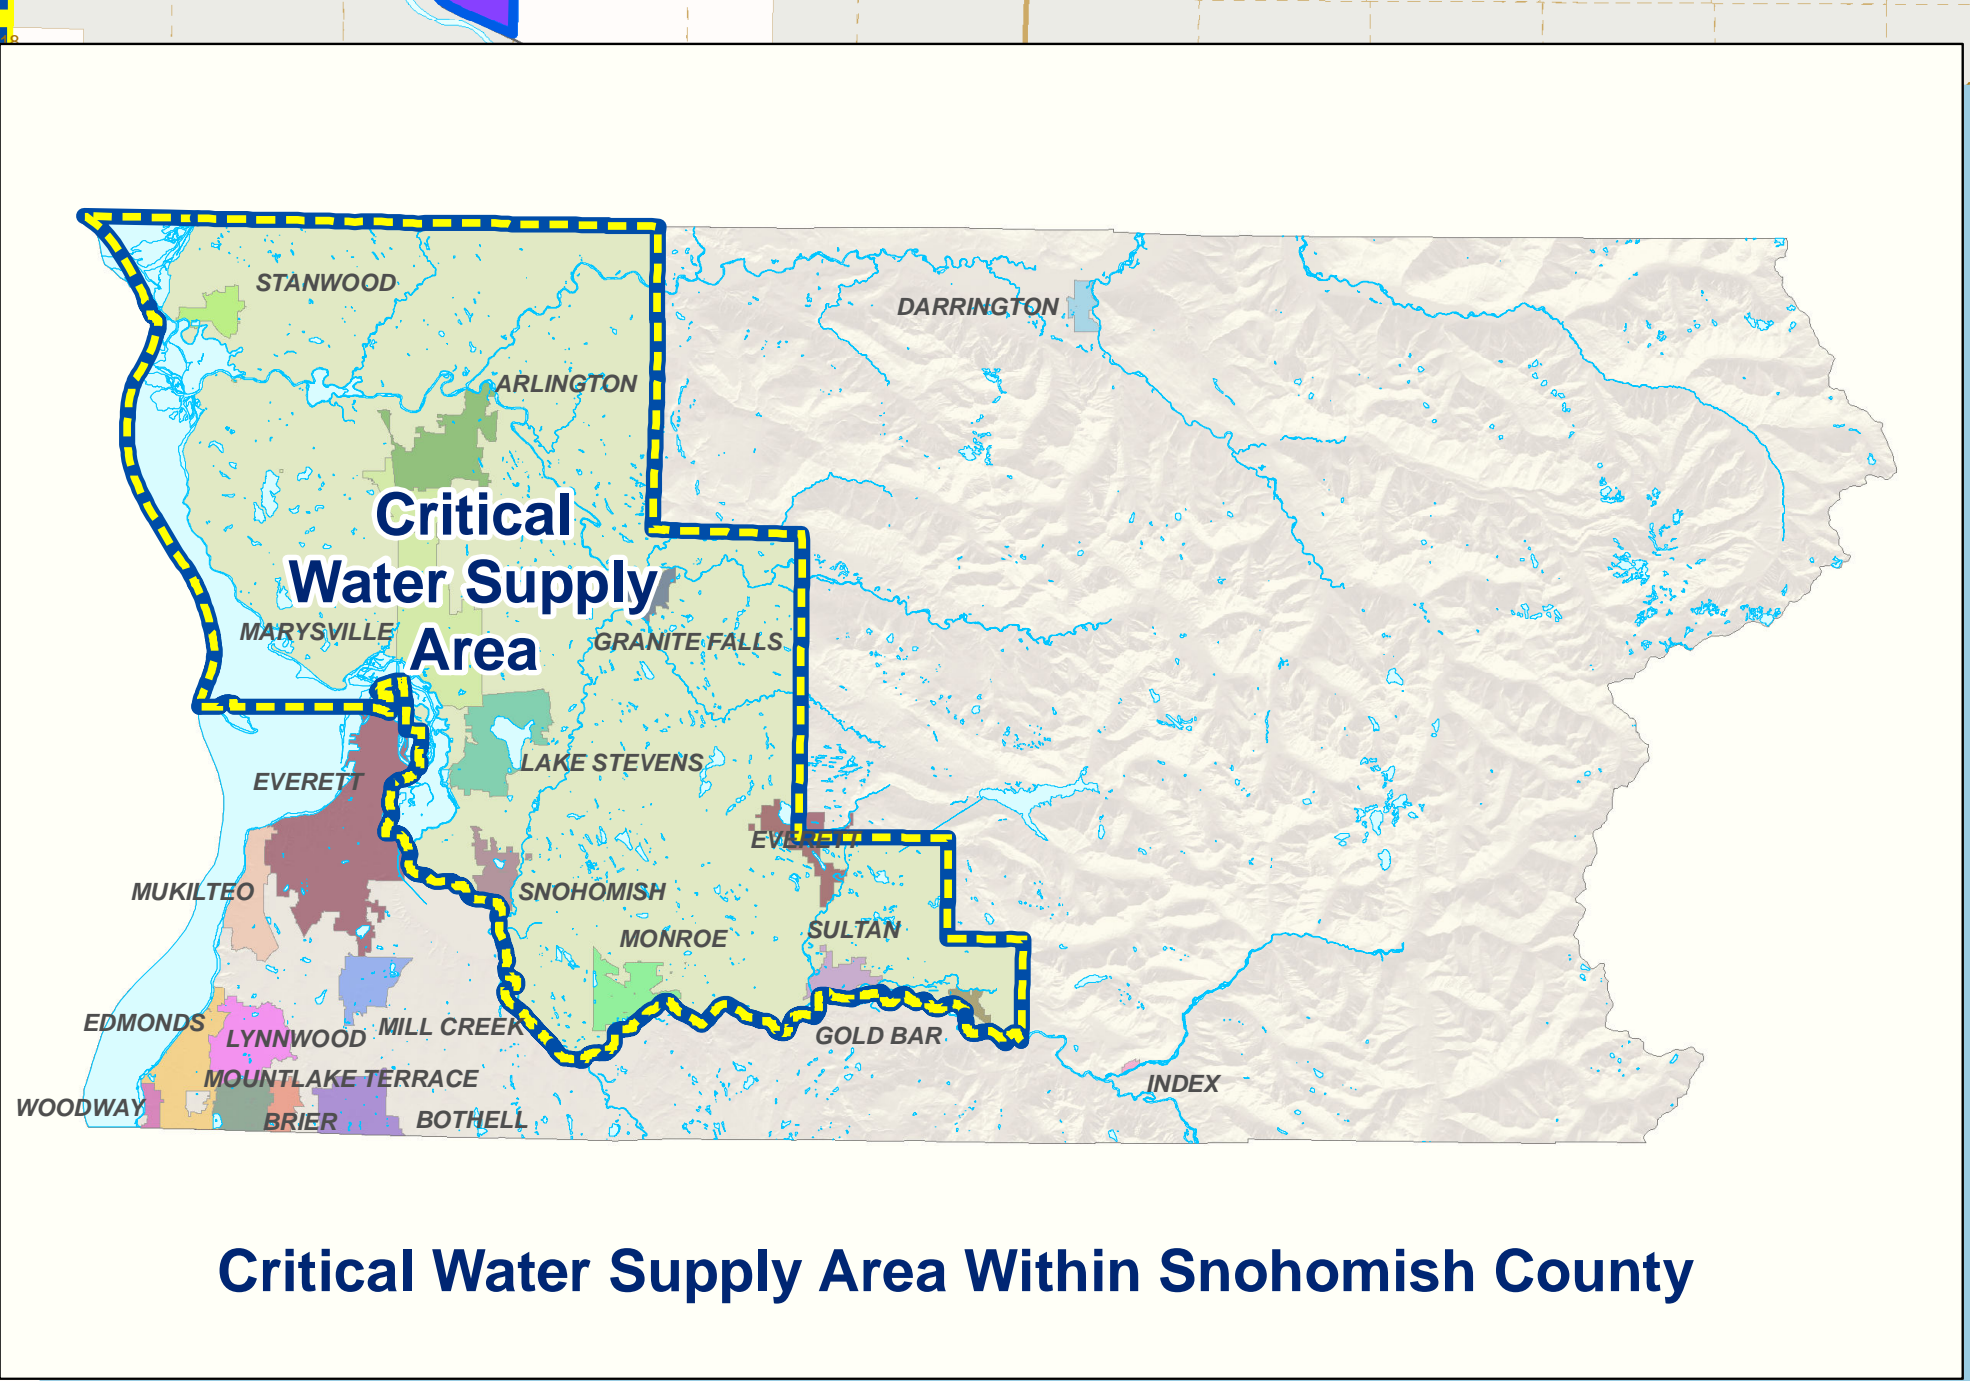 18
STANWOOD
DARRINGTON
ARLINGTON
Critical
Water Supply
Area
MARYSVILLE
GRANITE FALLS
EVERETT
LAKE STEVENS
EVERETT
MUKILTEO
SNOHOMISH
MONROE
SULTAN
EDMONDS
LYNNWOOD
MILL CREEK
GOLD BAR
MOUNTLAKE TERRACE
INDEX
WOODWAY
BRIER
BOTHELL
Critical Water Supply Area Within Snohomish County